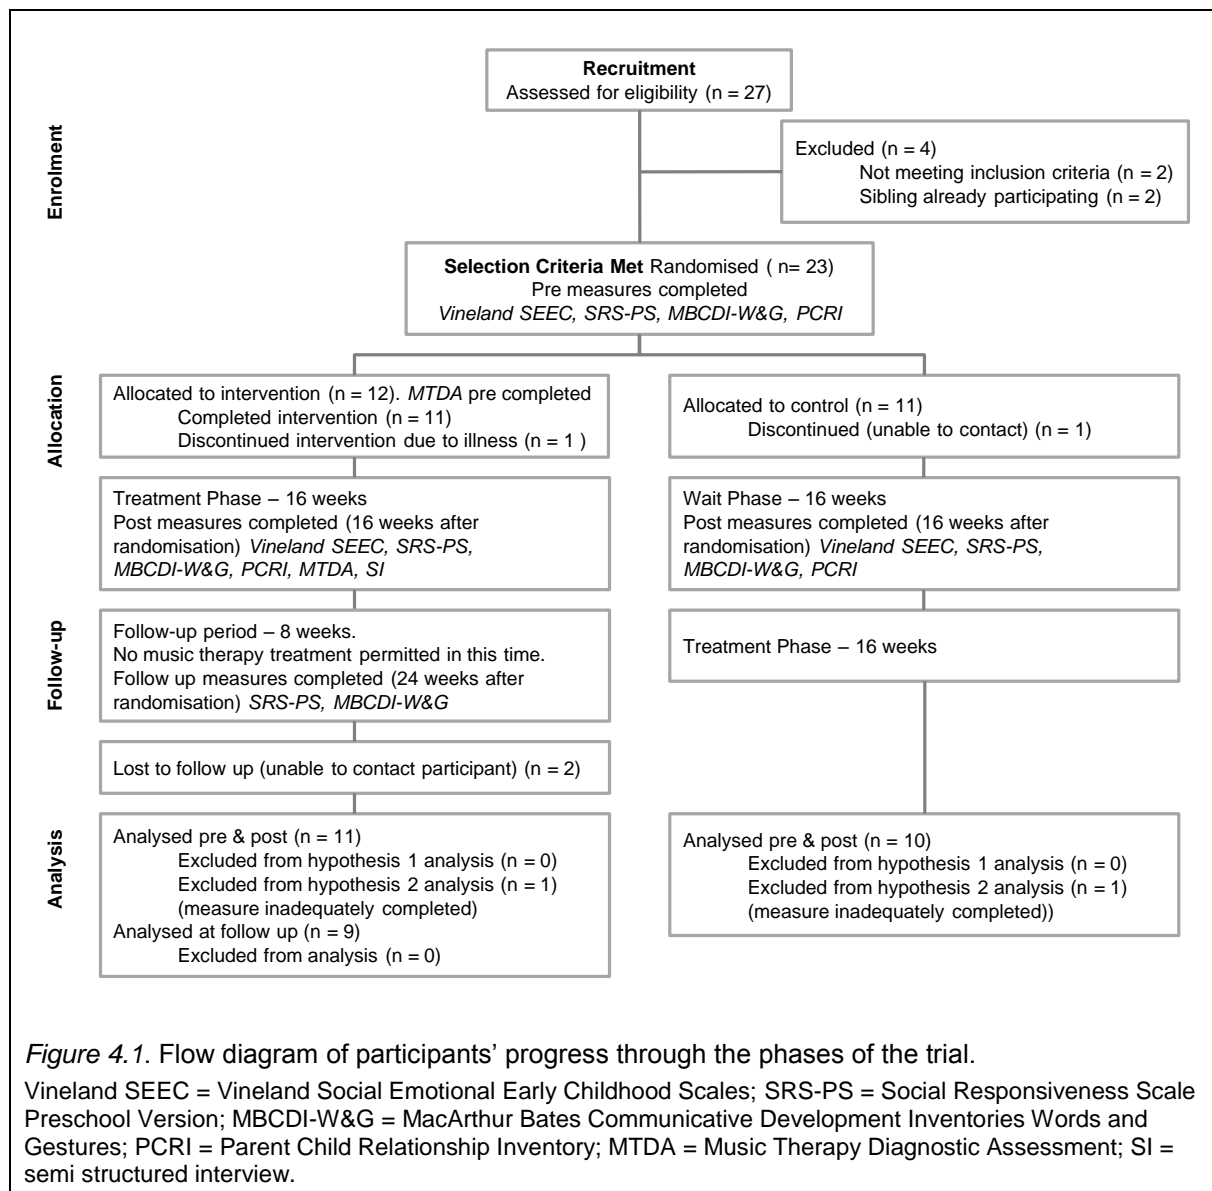 Recruitment
Assessed for eligibility (n = 27)
Enrolment
Excluded (n = 4)
Not meeting inclusion criteria (n = 2)
Sibling already participating (n = 2)
Selection Criteria Met Randomised ( n= 23)
Pre measures completed
Vineland SEEC, SRS-PS, MBCDI-W&G, PCRI
Allocation
Allocated to intervention (n = 12). MTDA pre completed
Completed intervention (n = 11)
Discontinued intervention due to illness (n = 1 )
Allocated to control (n = 11)
Discontinued (unable to contact) (n = 1)
Treatment Phase – 16 weeks
Post measures completed (16 weeks after
randomisation) Vineland SEEC, SRS-PS,
MBCDI-W&G, PCRI, MTDA, SI
Wait Phase – 16 weeks
Post measures completed (16 weeks after
randomisation) Vineland SEEC, SRS-PS,
MBCDI-W&G, PCRI
Follow-up
Follow-up period – 8 weeks.
No music therapy treatment permitted in this time.
Follow up measures completed (24 weeks after
randomisation) SRS-PS, MBCDI-W&G
Treatment Phase – 16 weeks
Lost to follow up (unable to contact participant) (n = 2)
Analysis
Analysed pre & post (n = 11)
Excluded from hypothesis 1 analysis (n = 0)
Excluded from hypothesis 2 analysis (n = 1)
(measure inadequately completed)
Analysed at follow up (n = 9)
Excluded from analysis (n = 0)
Analysed pre & post (n = 10)
Excluded from hypothesis 1 analysis (n = 0)
Excluded from hypothesis 2 analysis (n = 1)
(measure inadequately completed))
Figure 4.1. Flow diagram of participants’ progress through the phases of the trial.
Vineland SEEC = Vineland Social Emotional Early Childhood Scales; SRS-PS = Social Responsiveness Scale
Preschool Version; MBCDI-W&G = MacArthur Bates Communicative Development Inventories Words and
Gestures; PCRI = Parent Child Relationship Inventory; MTDA = Music Therapy Diagnostic Assessment; SI =
semi structured interview.